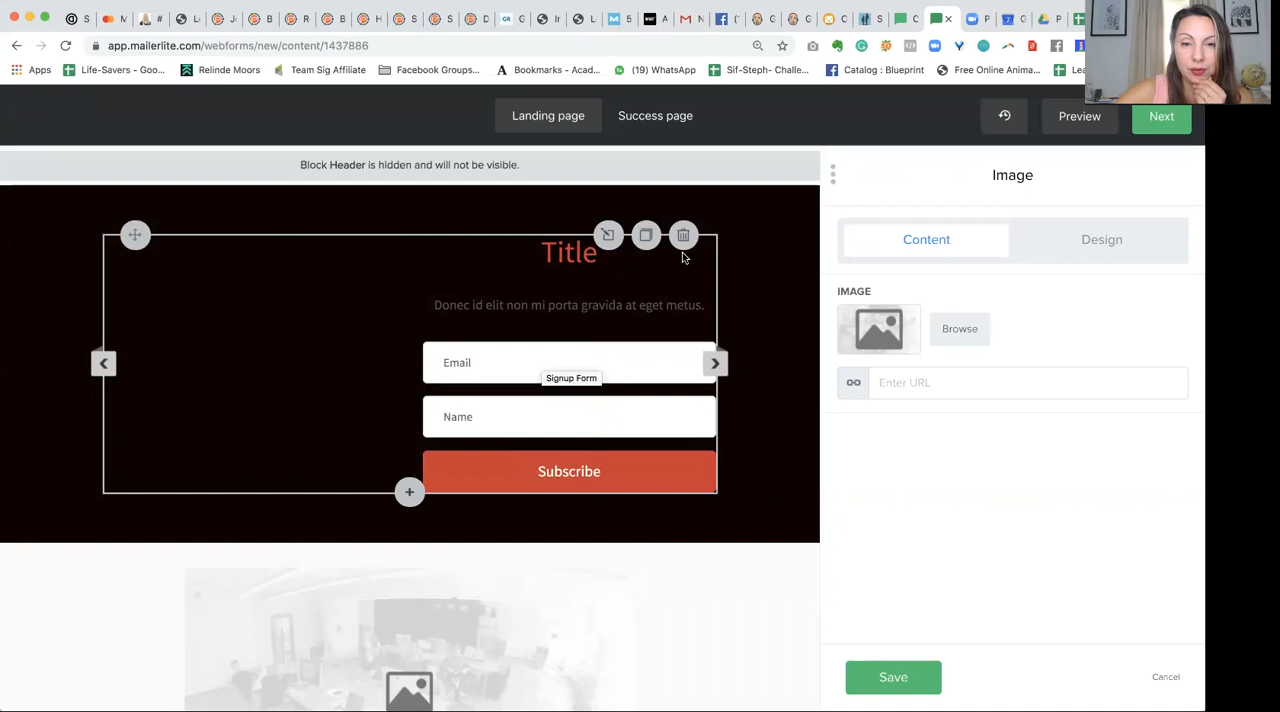 app.mailerlite.com/webforms/new/content/1437886
Apps
Life-Savers - Goo...
Relinde Moors
Team Sig Affiliate
Facebook Groups...
Bookmarks - Acad...
(19) WhatsApp
Sif-Steph- Challe...
Catalog : Blueprint
Free Online Anima...
Landing page
Success page
Preview
Next
Block Header is hidden and will not be visible.
Image
Title
Content
Design
Donec id elit non mi porta gravida at eget metus.
IMAGE
Browse
Email
Signup Form
Enter URL
Name
Subscribe
Save
Cancel